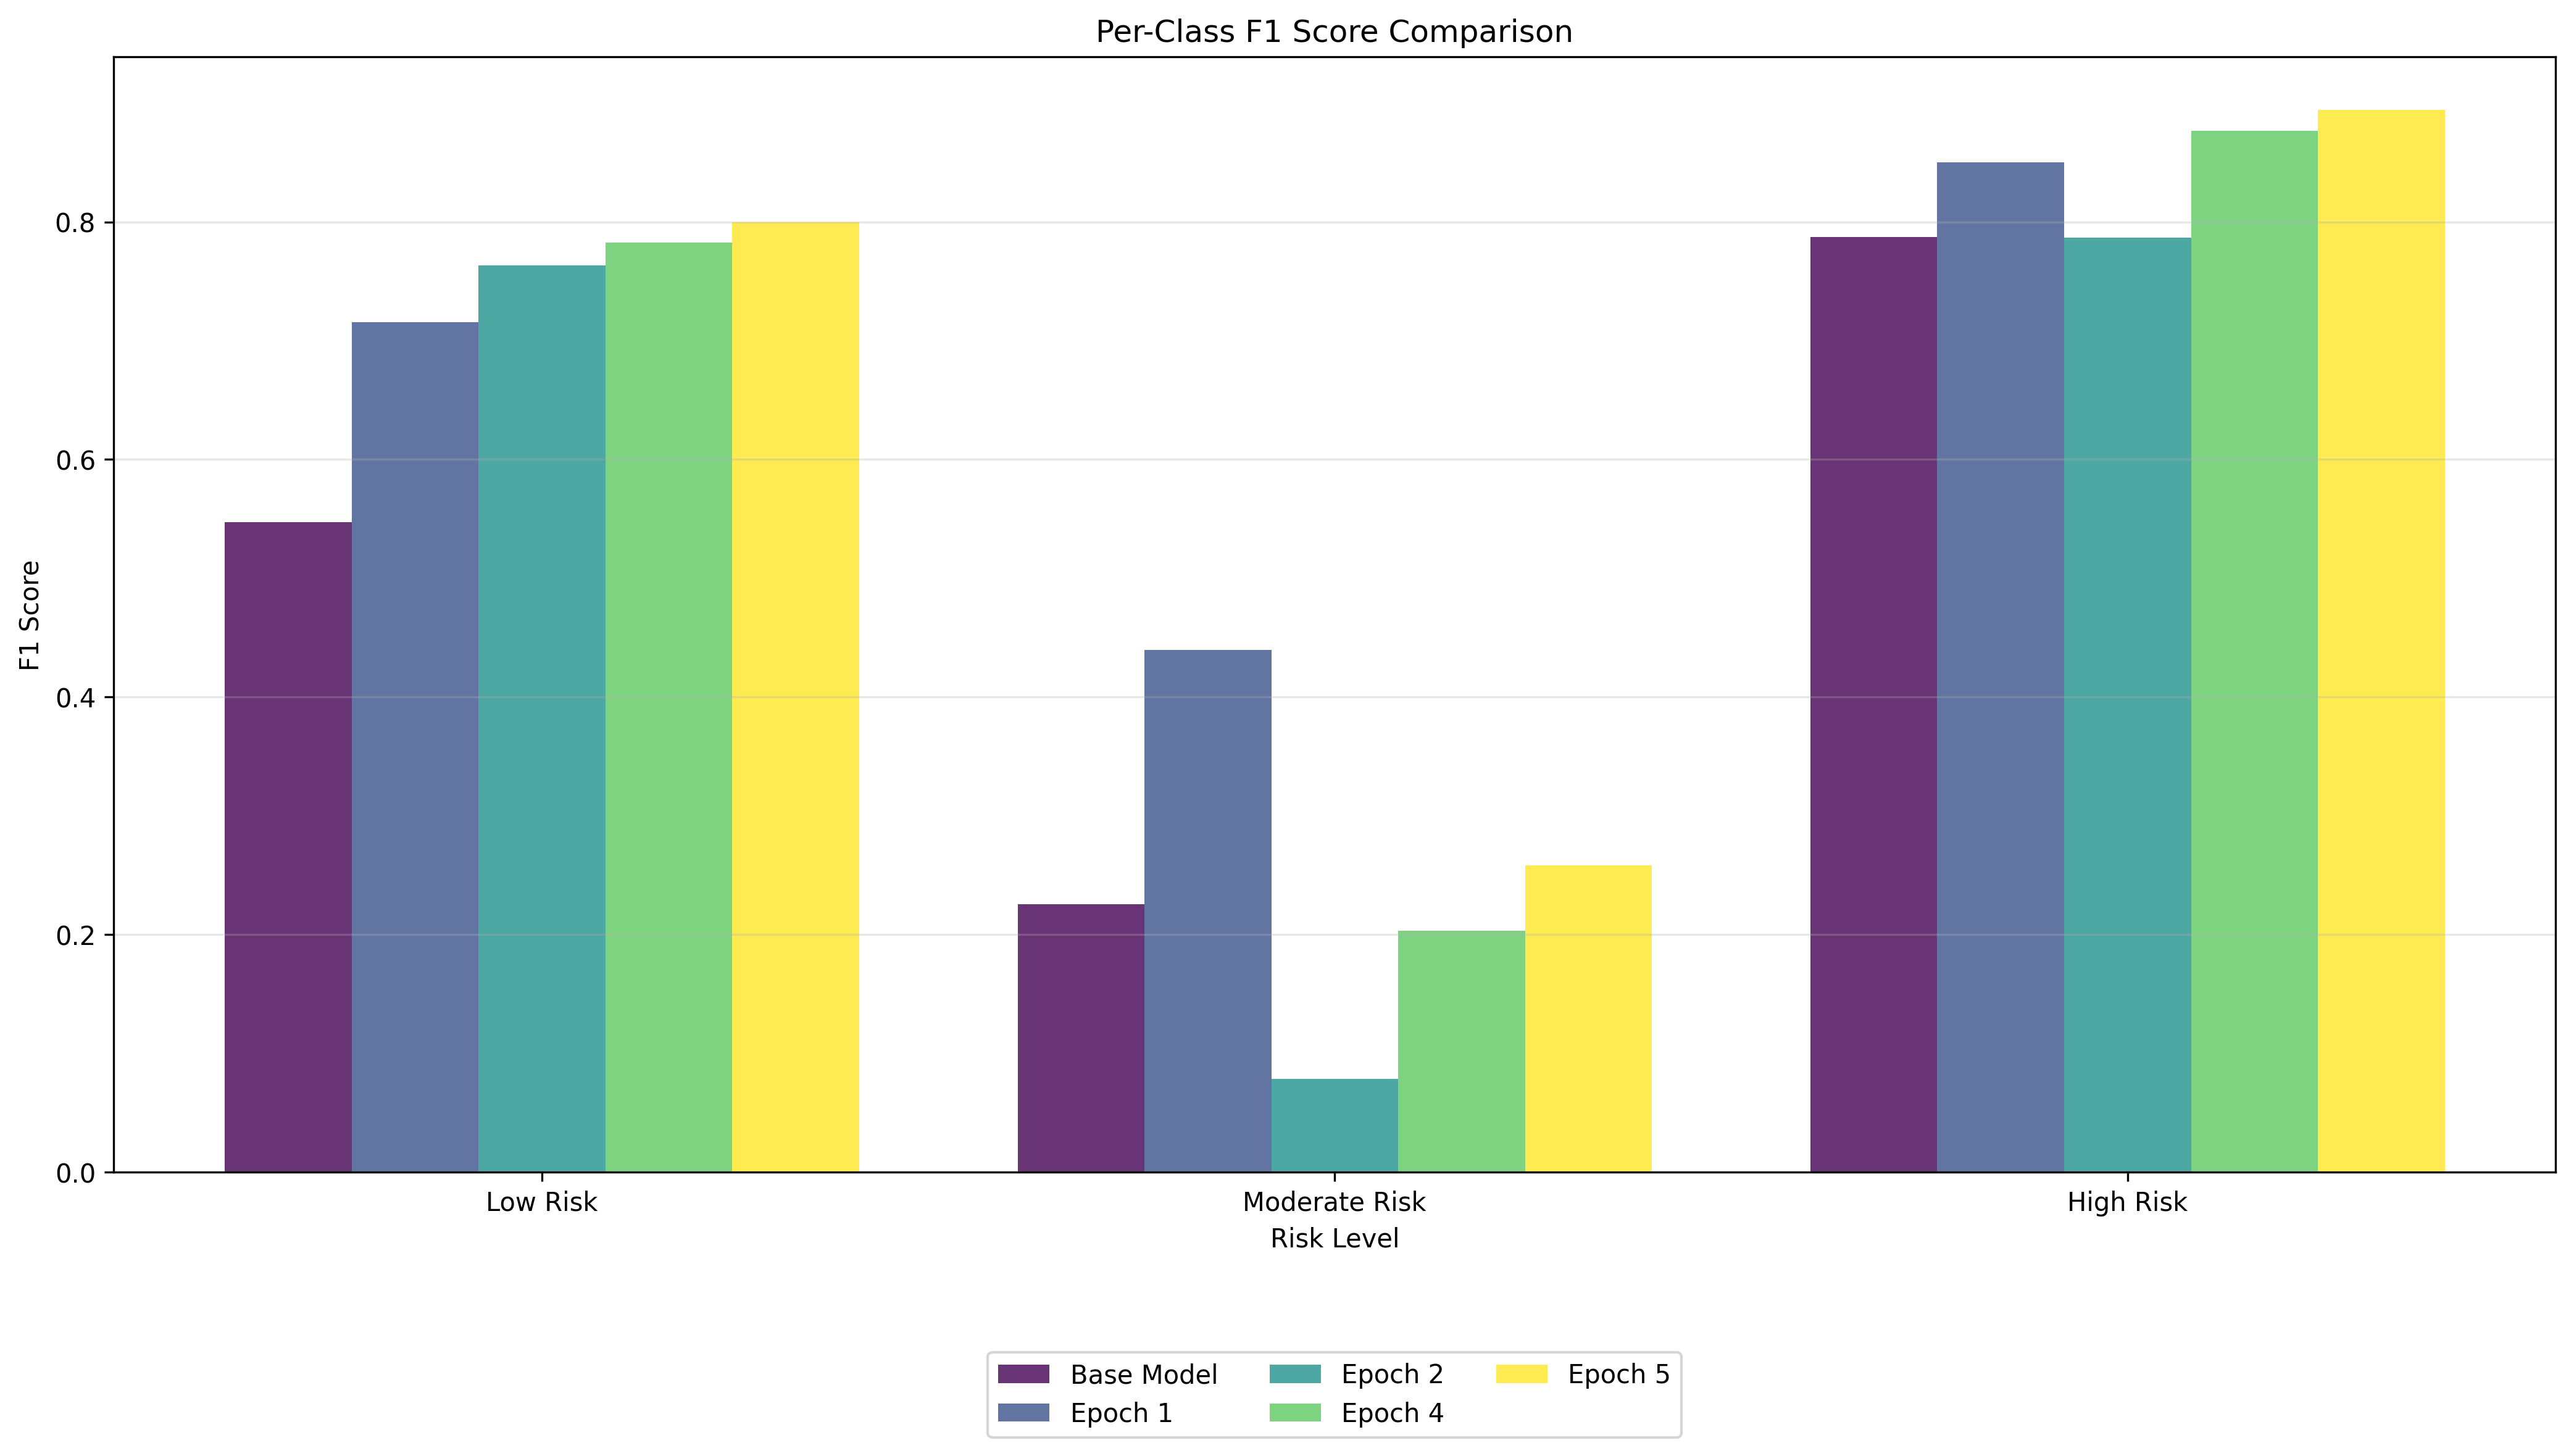 Per-Class F1 Score Comparison
F1 Score
0.8
0.6
0.4
0.2
0.0
Low Risk
Moderate Risk
High Risk
Risk Level
Base Model
Epoch 1
Epoch 2
Epoch 4
Epoch 5